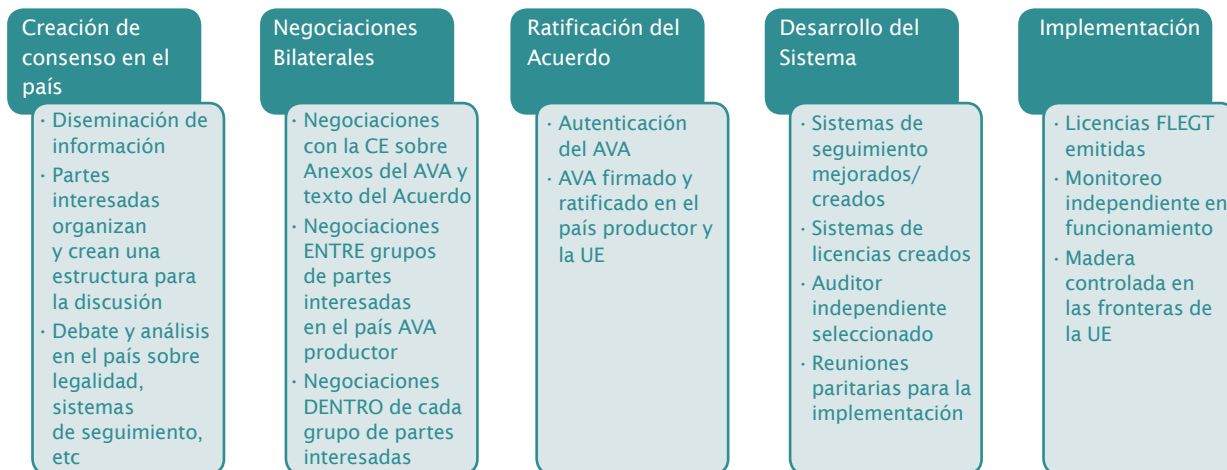 Creación de
consenso en el
país
· Diseminación de
información
· Partes
interesadas
organizan
y crean una
estructura para
la discusión
· Debate y análisis
en el país sobre
legalidad,
sistemas
de seguimiento,
etc
Negociaciones
Bilaterales
· Negociaciones
con la CE sobre
Anexos del AVA y
texto del Acuerdo
· Negociaciones
ENTRE grupos
de partes
interesadas
en el país AVA
productor
· Negociaciones
DENTRO de cada
grupo de partes
interesadas
Ratificación del
Acuerdo
· Autenticación
del AVA
· AVA firmado y
ratificado en el
país productor y
la UE
Desarrollo del
Sistema
· Sistemas de
seguimiento
mejorados/
creados
· Sistemas de
licencias creados
· Auditor
independiente
seleccionado
· Reuniones
paritarias para la
implementación
Implementación
· Licencias FLEGT
emitidas
· Monitoreo
independiente en
funcionamiento
· Madera
controlada en
las fronteras de
la UE